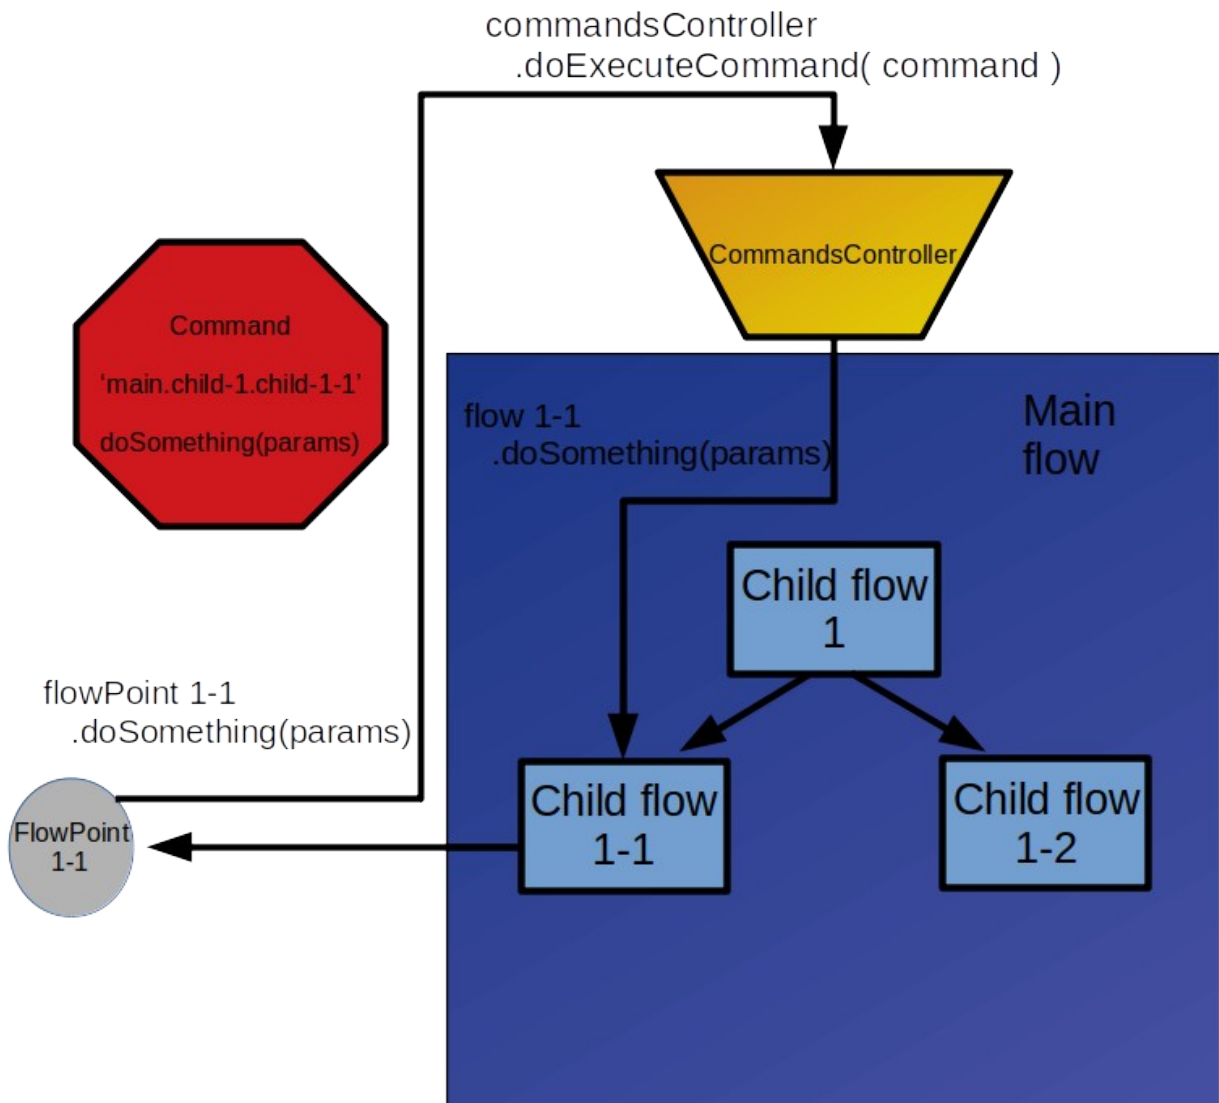 commandsController
.doExecuteCommand( command )
CommandsController
Command
‘main.child-1.child-1-1’
doSomething(params)
flow 1-1
.doSomething(params)
Main
flow
Child flow
1
flowPoint 1-1
.doSomething(params)
Child flow
1-1
Child flow
1-2
FlowPoint
1-1